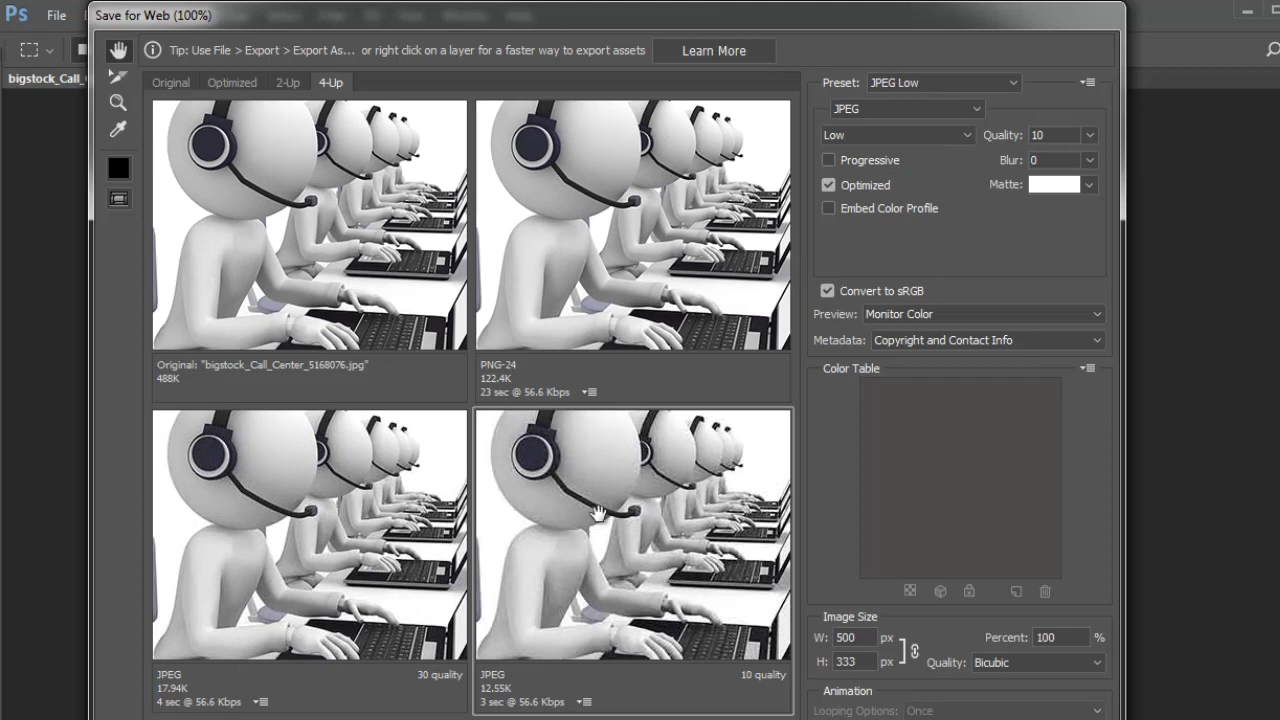 Ps File Save for Web (100%)
Tip: Use File > Export > Export As... or right click on a layer for a faster way to export assets Learn More
bigstock_Call_
Original Optimized 2-Up 4-Up
Preset: JPEG Low
JPEG
Low Quality: 10
Progressive Blur: 0
Optimized Matte:
Embed Color Profile
Convert to sRGB
Preview: Monitor Color
Metadata: Copyright and Contact Info
Color Table
Original: "bigstock_Call_Center_5168076.jpg"
488K
PNG-24
122.4K
23 sec @ 56.6 Kbps
JPEG 30 quality
17.94K
4 sec @ 56.6 Kbps
JPEG 10 quality
12.55K
3 sec @ 56.6 Kbps
Image Size
W: 500 px Percent: 100 %
H: 333 px Quality: Bicubic
Animation
Looping Options: Once